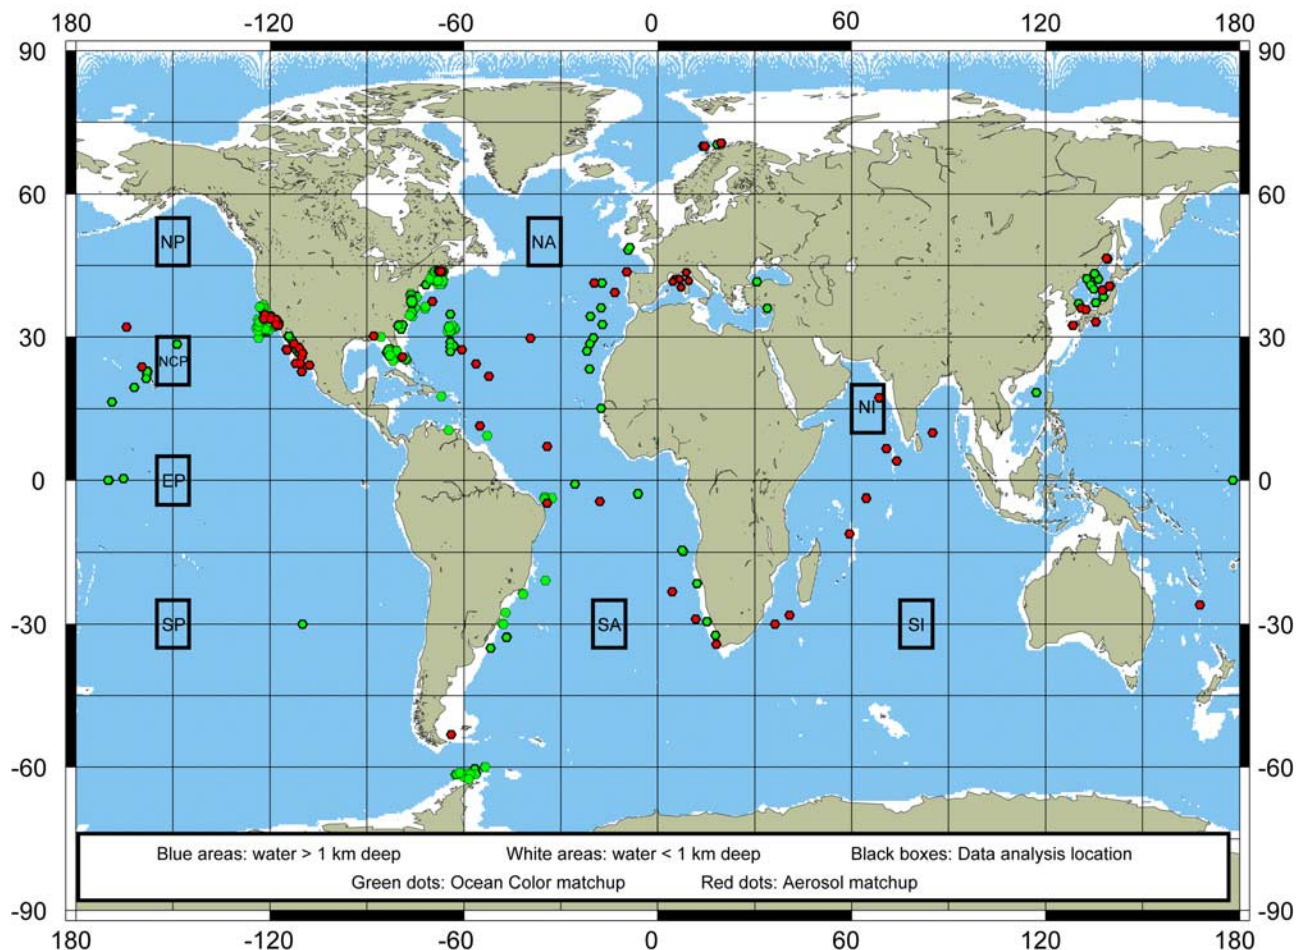 180 -120 -60 0 60 120 180
90 90
60 60
NP NA
30 30
NCP
NI
0 EP 0
-30 SP SA SI -30
-60 -60
Blue areas: water > 1 km deep White areas: water < 1 km deep Black boxes: Data analysis location
Green dots: Ocean Color matchup Red dots: Aerosol matchup
-90 -90
180 -120 -60 0 60 120 180